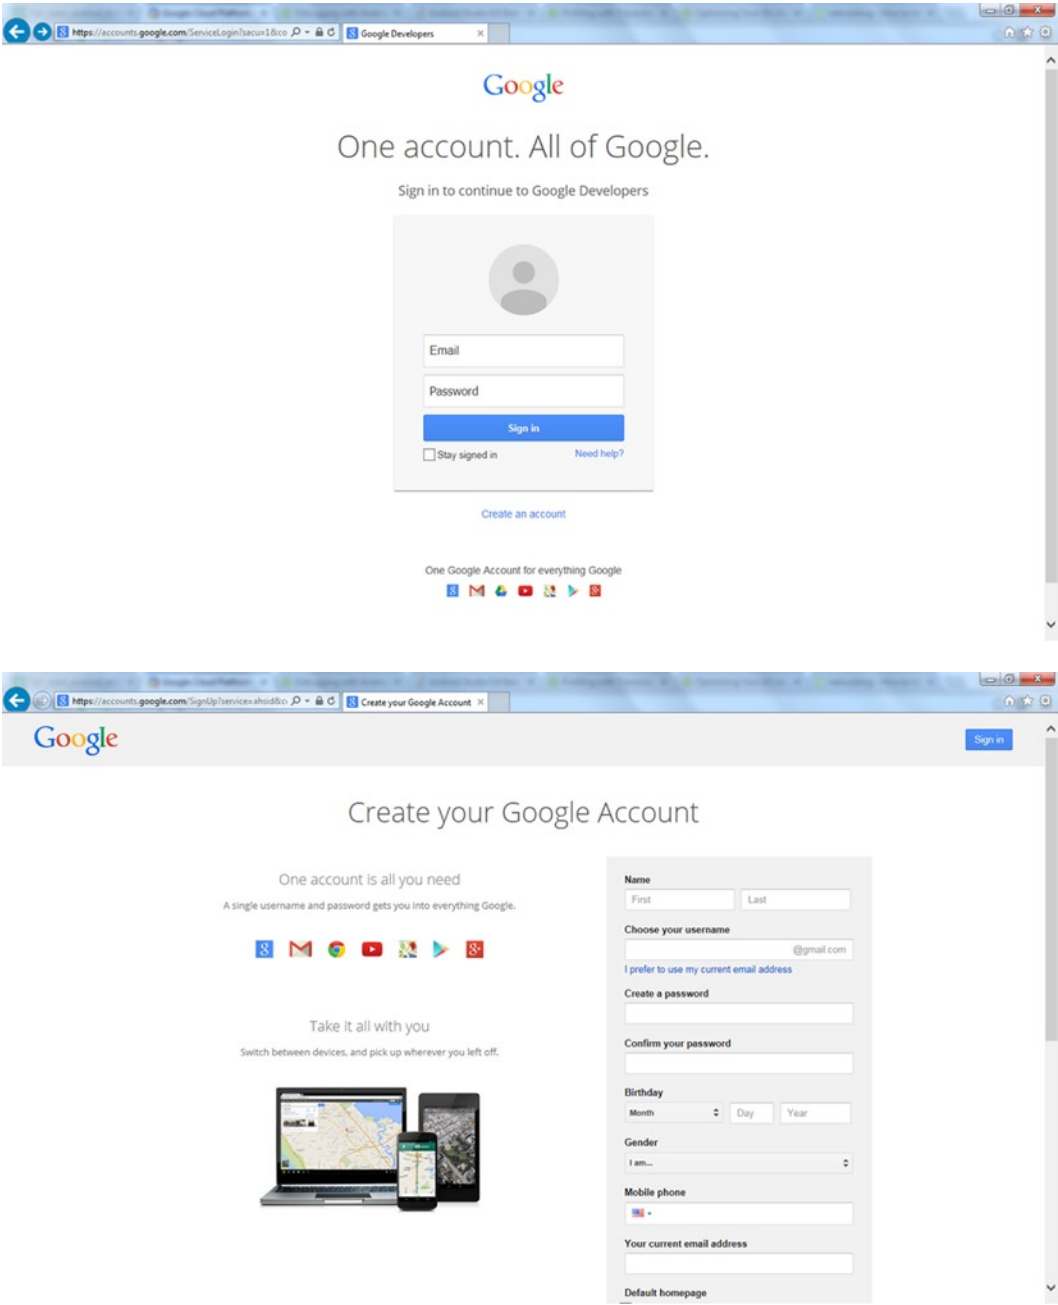 https://accounts.google.com/ServiceLogin?sacu=1&co
Google Developers
Google
One account. All of Google.
Sign in to continue to Google Developers
Email
Password
Sign in
Stay signed in
Need help?
Create an account
One Google Account for everything Google
https://accounts.google.com/SignUp?service=ahsid&co
Create your Google Account
Google
Sign in
Create your Google Account
One account is all you need
A single username and password gets you into everything Google.
Take it all with you
Switch between devices, and pick up wherever you left off.
Name
First Last
Choose your username
@gmail.com
I prefer to use my current email address
Create a password
Confirm your password
Birthday
Month Day Year
Gender
I am...
Mobile phone
Your current email address
Default homepage